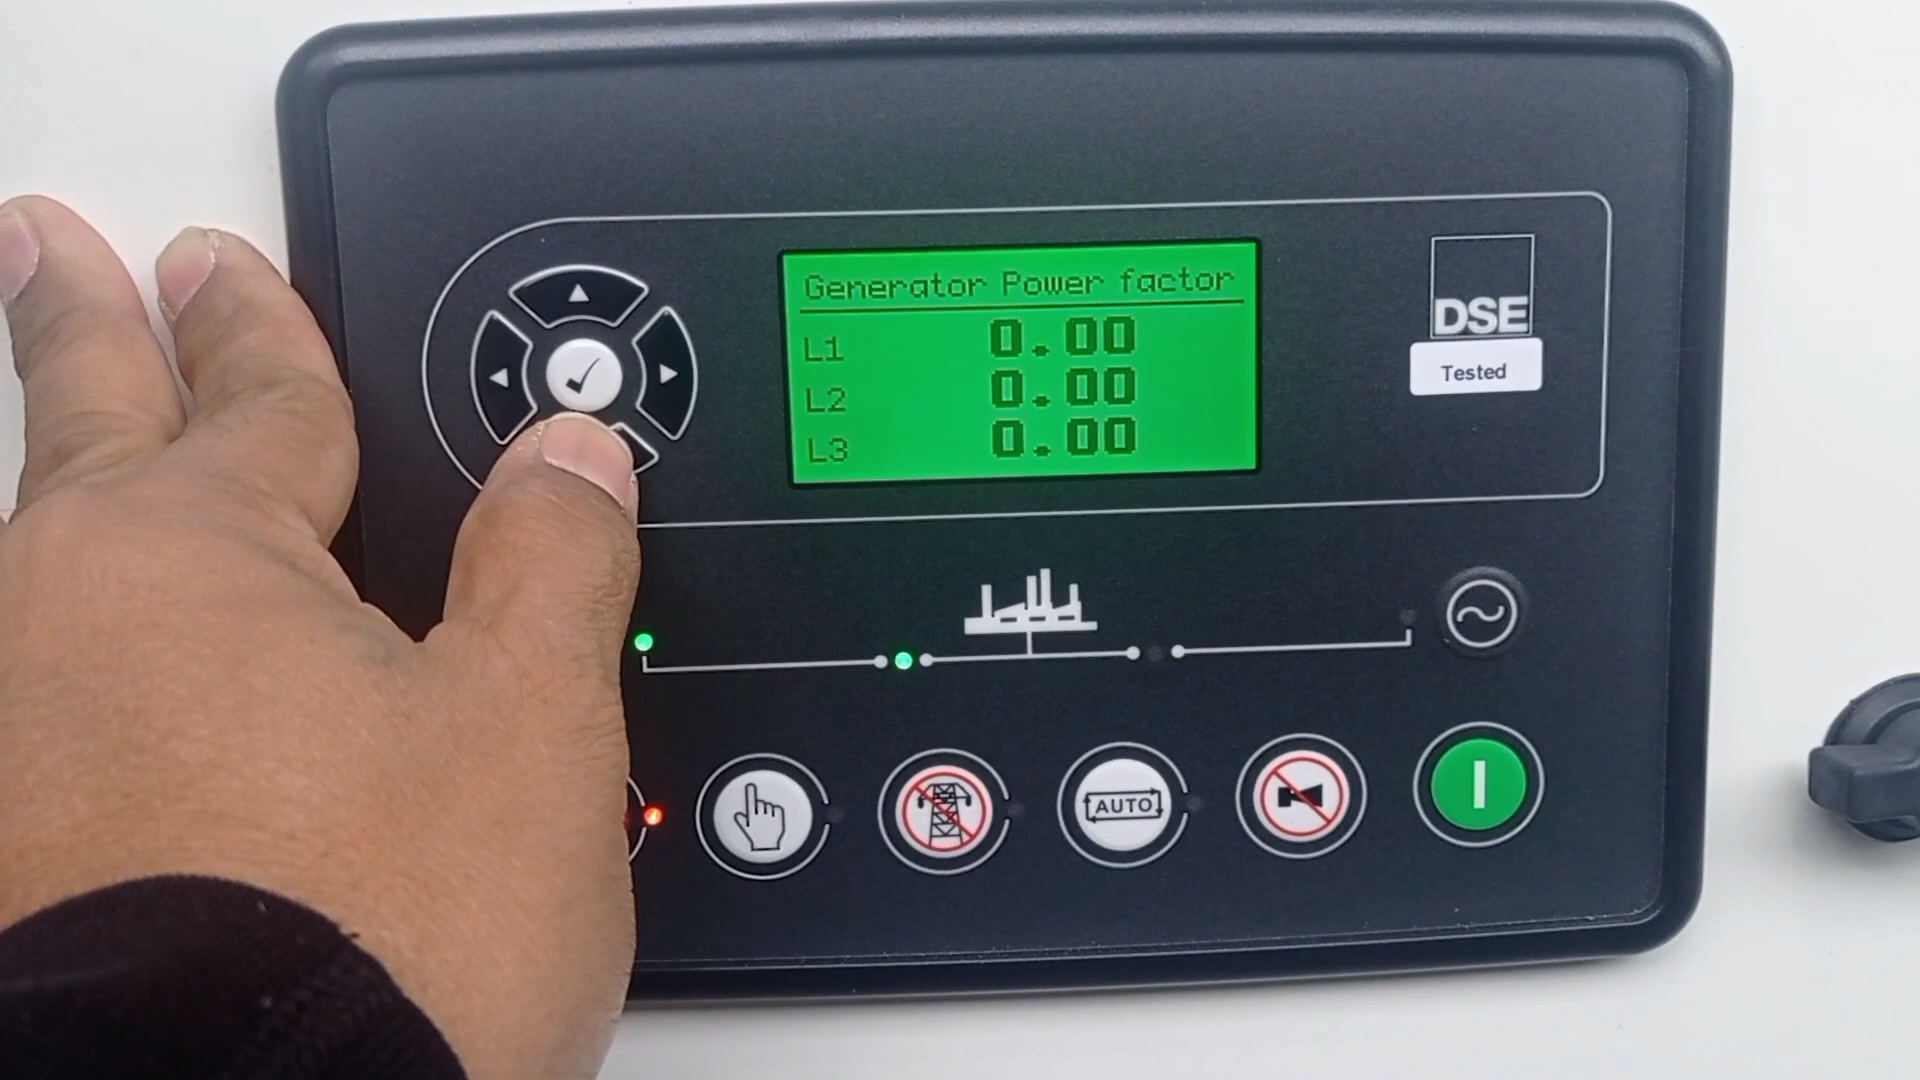 Generator Power factor
L1 0.00
L2 0.00
L3 0.00
DSE
Tested
AUTO